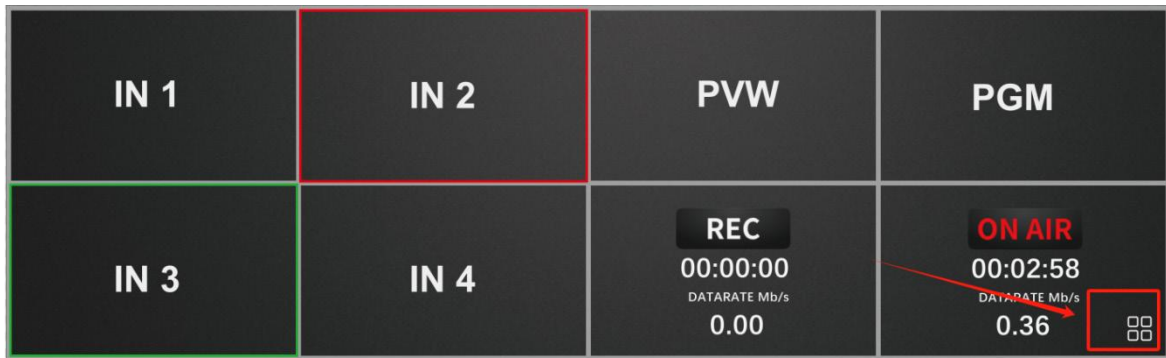 IN 1
IN 2
PVW
PGM
IN 3
IN 4
REC
00:00:00
DATARATE Mb/s
0.00
ON AIR
00:02:58
DATARATE Mb/s
0.36